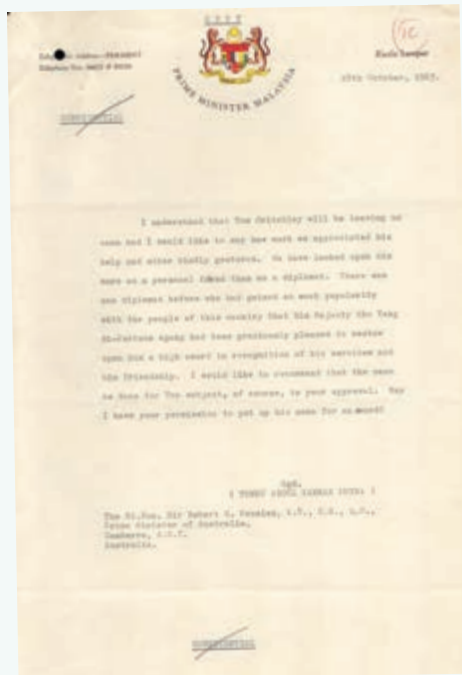 COPY
Telephone No.
Kuala Lumpur
PRIME MINISTER MALAYSIA
October, 1965.
CONFIDENTIAL
I understand that Tom Critchley will be leaving us
soon and I would like to say how much we appreciated his
help and other kindly gestures. We have looked upon him
more as a personal friend than as a diplomat. There was
one diplomat before who had gained so much popularity
with the people of this country that His Majesty the Yang
di-Pertuan Agong had been graciously pleased to bestow
upon him a high award in recognition of his services and
his friendship. I would like to recommend that the same
be done for Tom subject, of course, to your approval. May
I have your permission to put up his name for an award?
Sgd.
( TUNKU ABDUL RAHMAN PUTRA )
The Rt.Hon. Sir Robert G. Menzies, K.T., C.H., Q.C.,
Prime Minister of Australia,
Canberra, A.C.T.
Australia.
CONFIDENTIAL